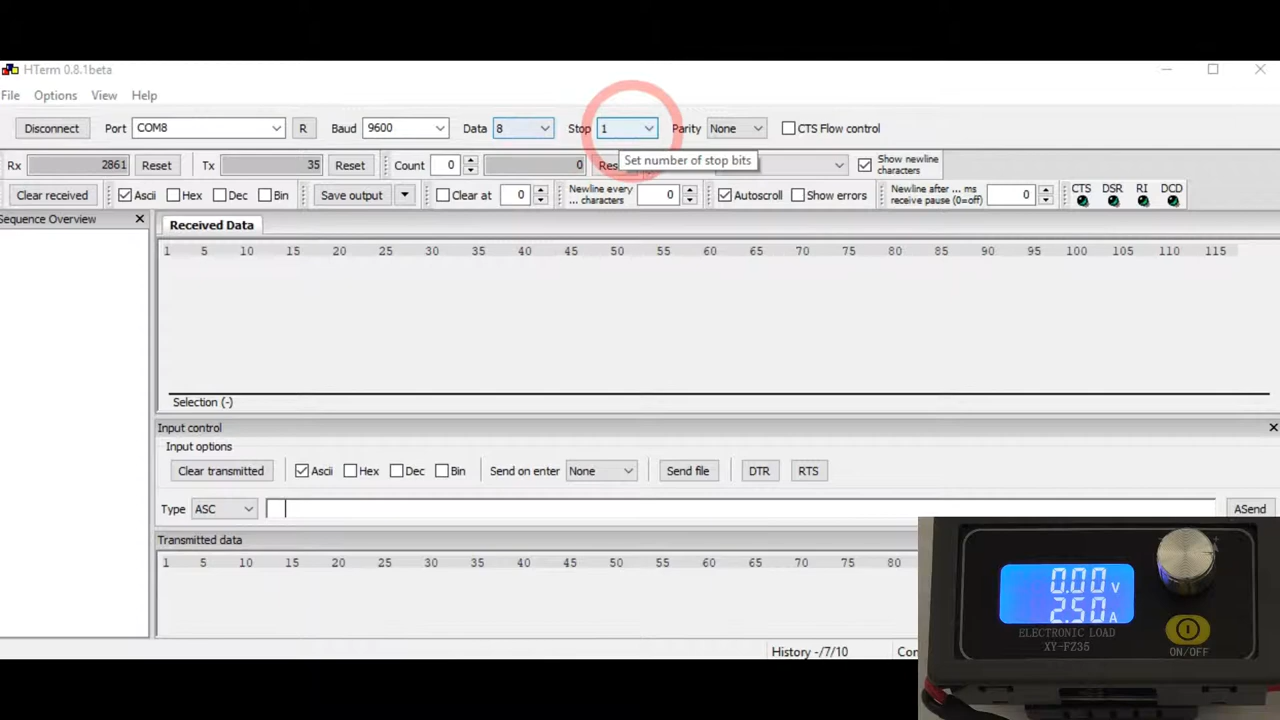 HTerm 0.8.1beta
File Options View Help
Disconnect Port COM8 R Baud 9600 Data 8 Stop 1 Parity None CTS Flow control
Rx 2861 Reset Tx 35 Reset Count 0 0 Set number of stop bits Show newline characters
Clear received Ascii Hex Dec Bin Save output Clear at 0 Newline every ... characters 0 Autoscroll Show errors Newline after ... ms receive pause (0=off) 0 CTS DSR RI DCD
Sequence Overview
Received Data
1 5 10 15 20 25 30 35 40 45 50 55 60 65 70 75 80 85 90 95 100 105 110 115
Selection (-)
Input control
Input options
Clear transmitted Ascii Hex Dec Bin Send on enter None Send file DTR RTS
Type ASC ASend
Transmitted data
1 5 10 15 20 25 30 35 40 45 50 55 60 65 70 75 80
History -/7/10
0.00 V
2.50 A
ELECTRONIC LOAD
XY-FZ35
ON/OFF